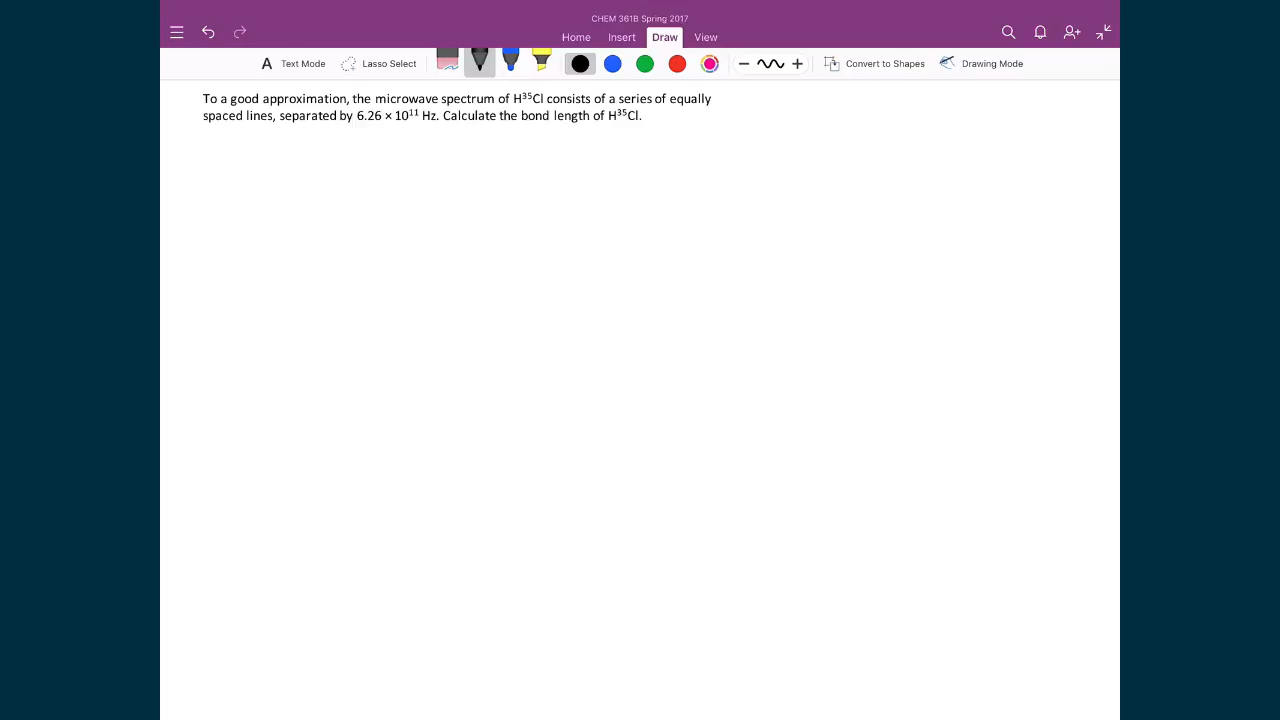 CHEM 361B Spring 2017
Home Insert Draw View
A Text Mode Lasso Select Convert to Shapes Drawing Mode
To a good approximation, the microwave spectrum of H³⁵Cl consists of a series of equally
spaced lines, separated by 6.26 × 10¹¹ Hz. Calculate the bond length of H³⁵Cl.